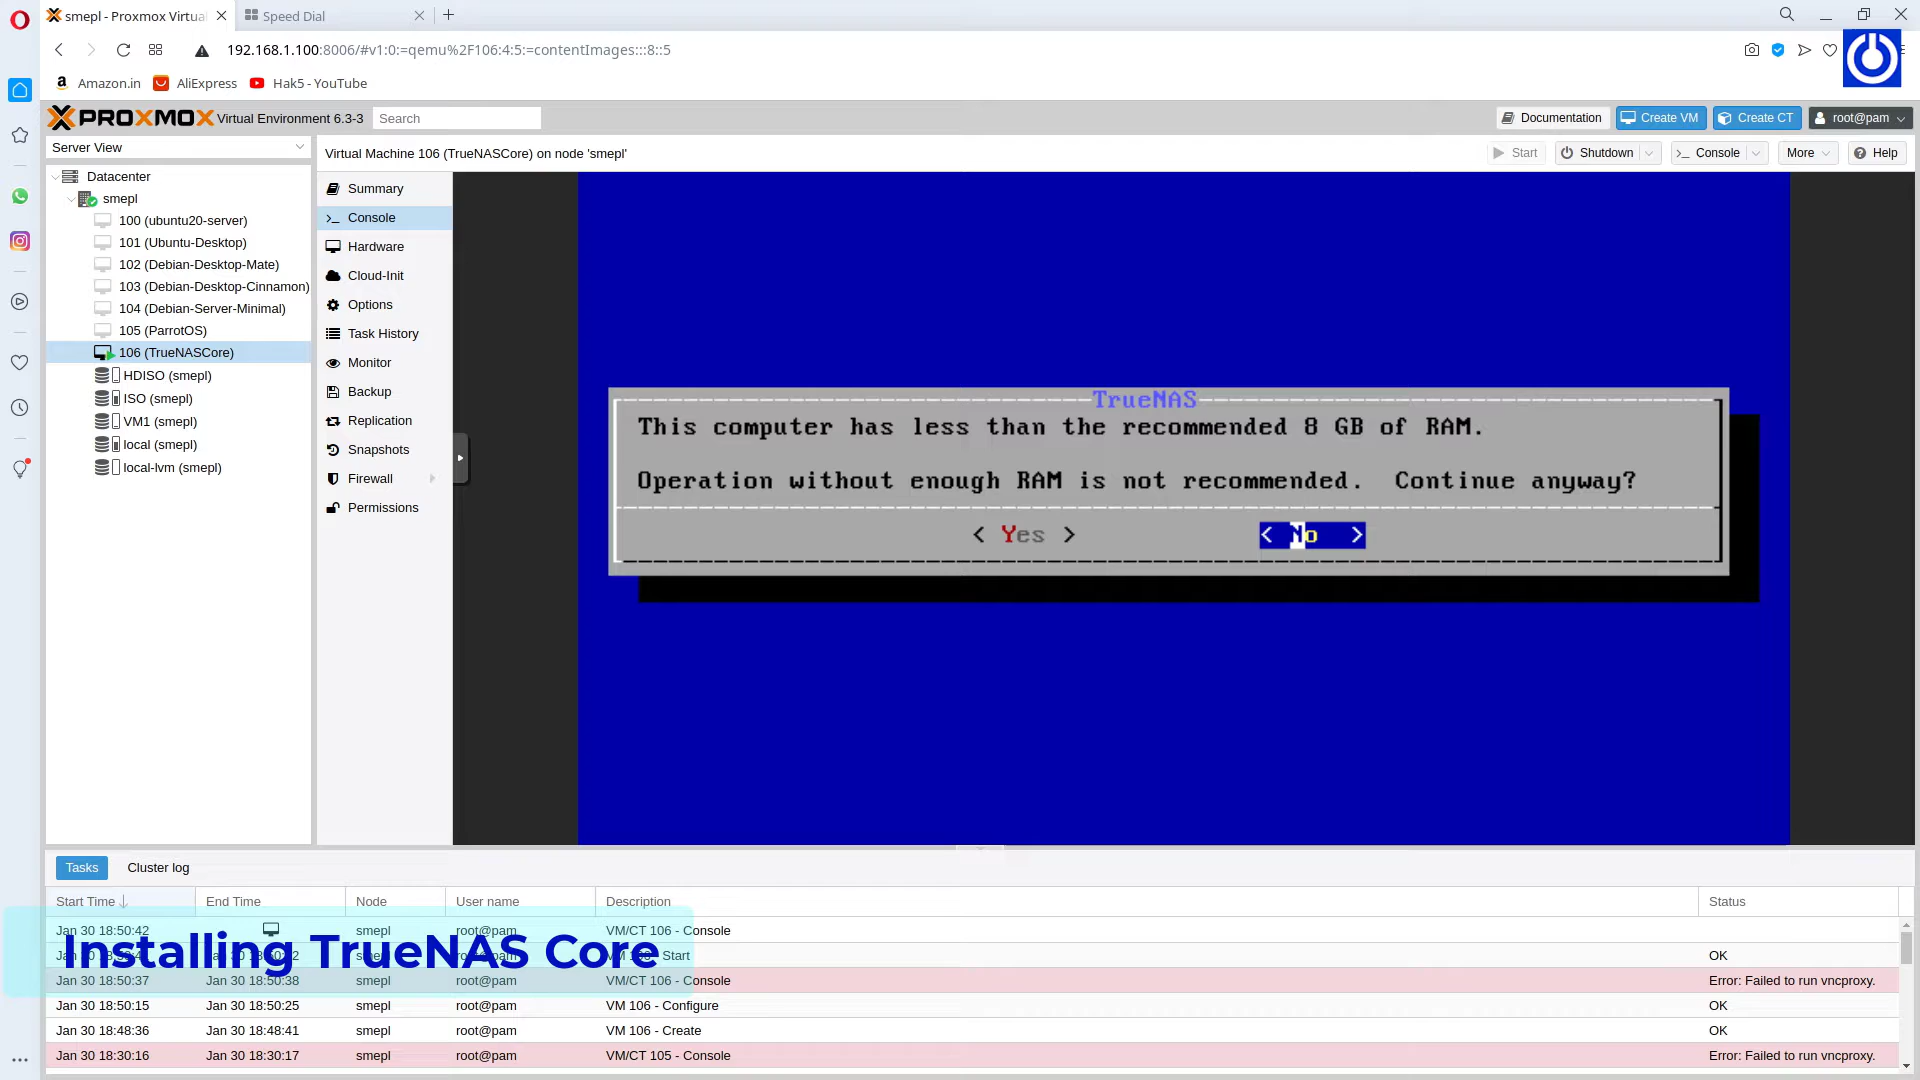 smepl - Proxmox Virtua
Speed Dial
192.168.1.100:8006/#v1:0:=qemu%2F106:4:5:=contentImages:::8::5
Amazon.in
AliExpress
Hak5 - YouTube
PROXMOX Virtual Environment 6.3-3
Search
Documentation
Create VM
Create CT
root@pam
Server View
Virtual Machine 106 (TrueNASCore) on node 'smepl'
Start
Shutdown
Console
More
Help
Datacenter
smepl
100 (ubuntu20-server)
101 (Ubuntu-Desktop)
102 (Debian-Desktop-Mate)
103 (Debian-Desktop-Cinnamon)
104 (Debian-Server-Minimal)
105 (ParrotOS)
106 (TrueNASCore)
HDISO (smepl)
ISO (smepl)
VM1 (smepl)
local (smepl)
local-lvm (smepl)
Summary
Console
Hardware
Cloud-Init
Options
Task History
Monitor
Backup
Replication
Snapshots
Firewall
Permissions
TrueNAS
This computer has less than the recommended 8 GB of RAM.
Operation without enough RAM is not recommended. Continue anyway?
< Yes >
< No >
Tasks
Cluster log
Start Time
End Time
Node
User name
Description
Status
Jan 30 18:50:42 smepl root@pam VM/CT 106 - Console
Installing TrueNAS Core
Start OK
Jan 30 18:50:37 Jan 30 18:50:38 smepl root@pam VM/CT 106 - Console Error: Failed to run vncproxy.
Jan 30 18:50:15 Jan 30 18:50:25 smepl root@pam VM 106 - Configure OK
Jan 30 18:48:36 Jan 30 18:48:41 smepl root@pam VM 106 - Create OK
Jan 30 18:30:16 Jan 30 18:30:17 smepl root@pam VM/CT 105 - Console Error: Failed to run vncproxy.